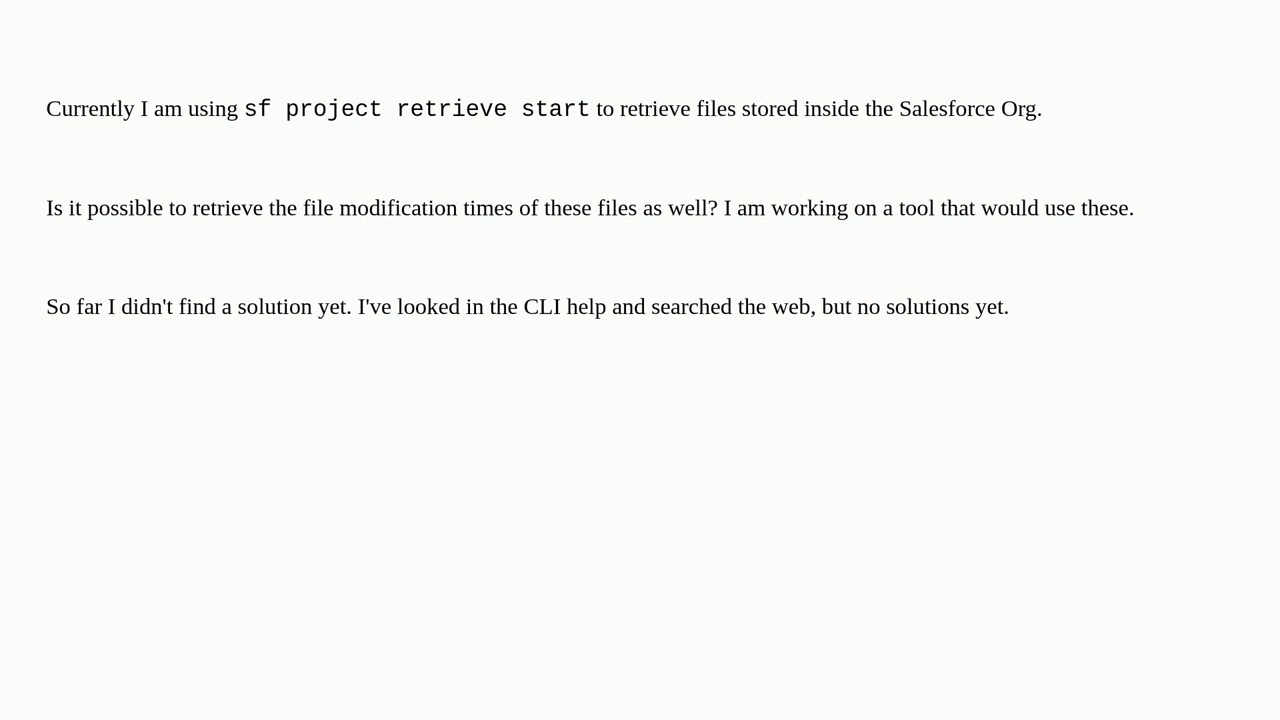 Currently I am using sf project retrieve start to retrieve files stored inside the Salesforce Org.
Is it possible to retrieve the file modification times of these files as well? I am working on a tool that would use these.
So far I didn't find a solution yet. I've looked in the CLI help and searched the web, but no solutions yet.